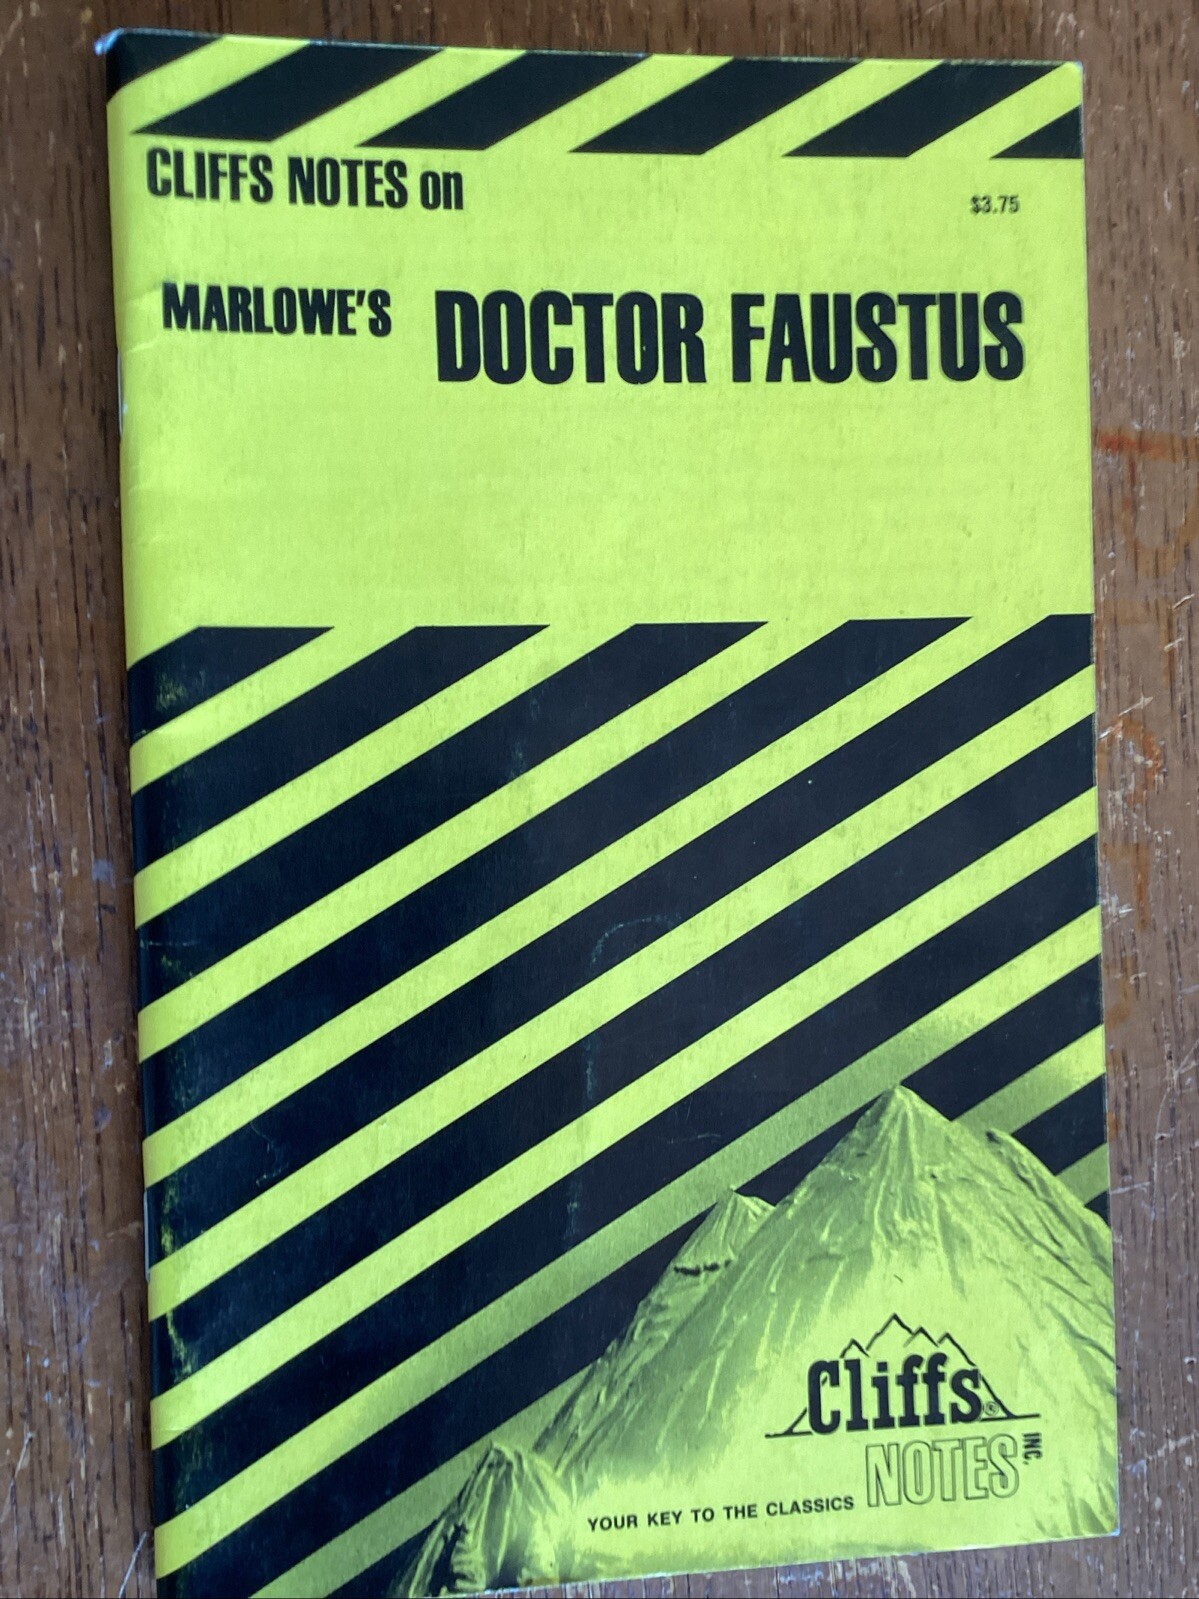 CLIFFS NOTES on
$3.75
MARLOWE'S DOCTOR FAUSTUS
Cliffs®
NOTES INC.
YOUR KEY TO THE CLASSICS